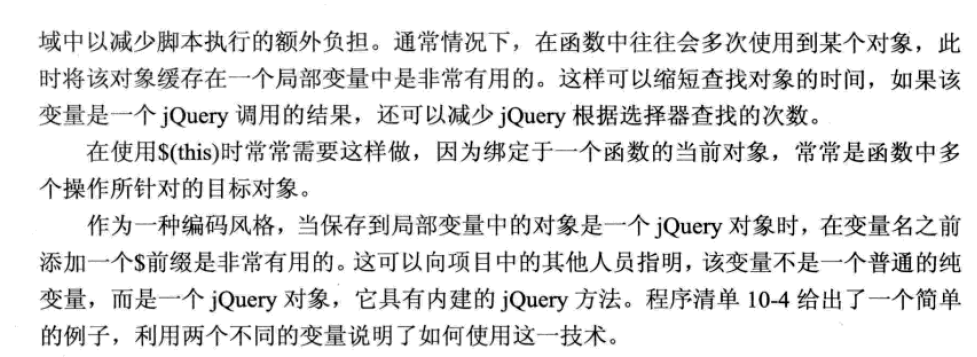 域中以减少脚本执行的额外负担。通常情况下，在函数中往往会多次使用到某个对象，此
时将该对象缓存在一个局部变量中是非常有用的。这样可以缩短查找对象的时间，如果该
变量是一个 jQuery 调用的结果，还可以减少 jQuery 根据选择器查找的次数。
在使用$(this)时常常需要这样做，因为绑定于一个函数的当前对象，常常是函数中多
个操作所针对的目标对象。
作为一种编码风格，当保存到局部变量中的对象是一个 jQuery 对象时，在变量名之前
添加一个$前缀是非常有用的。这可以向项目中的其他人员指明，该变量不是一个普通的纯
变量，而是一个 jQuery 对象，它具有内建的 jQuery 方法。程序清单 10-4 给出了一个简单
的例子，利用两个不同的变量说明了如何使用这一技术。